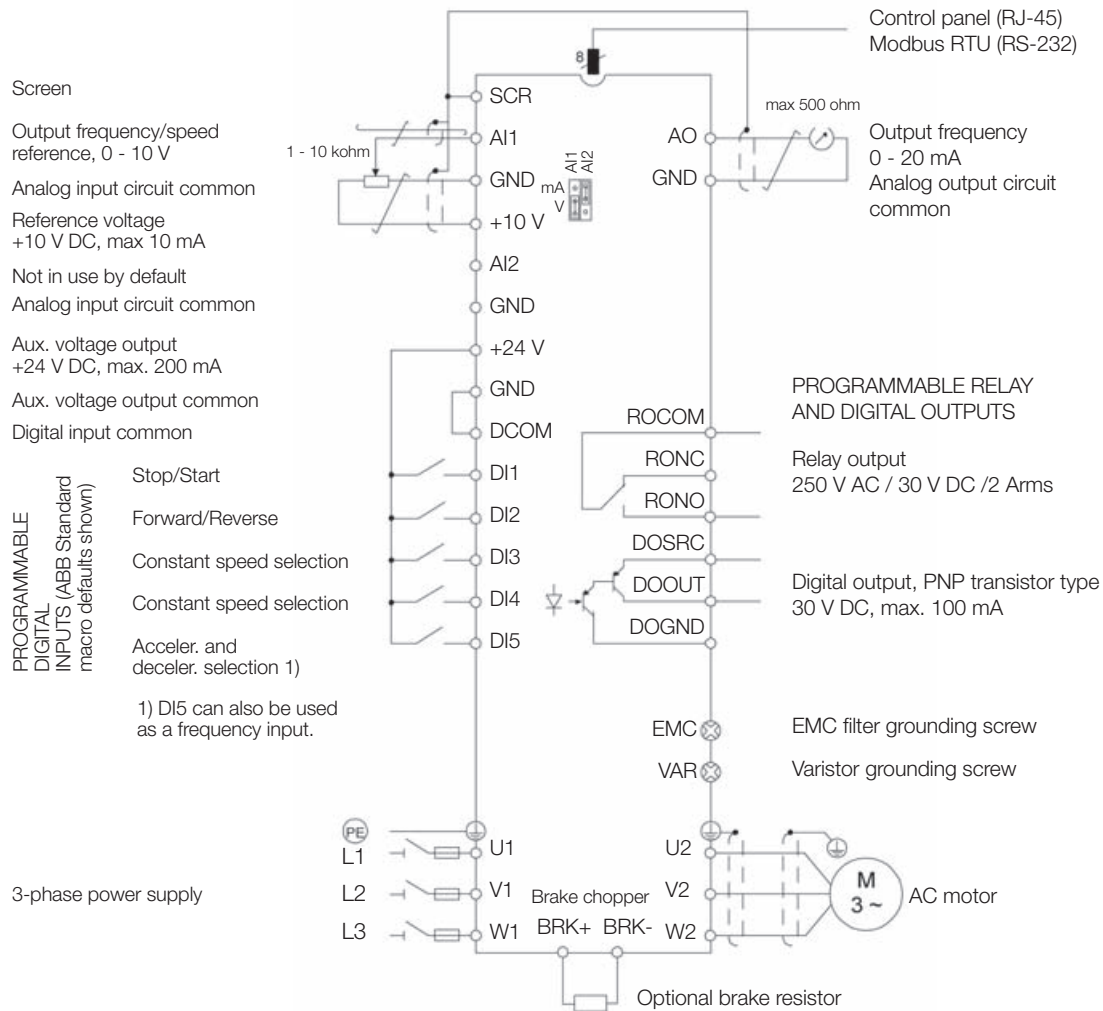 Control panel (RJ-45)
Modbus RTU (RS-232)
8
Screen
SCR
max 500 ohm
Output frequency/speed
reference, 0 - 10 V
1 - 10 kohm
AI1
AI1
AI2
mA
V
AO
Output frequency
0 - 20 mA
Analog input circuit common
GND
GND
Analog output circuit
common
Reference voltage
+10 V DC, max 10 mA
+10 V
Not in use by default
AI2
Analog input circuit common
GND
Aux. voltage output
+24 V DC, max. 200 mA
+24 V
Aux. voltage output common
GND
PROGRAMMABLE RELAY
AND DIGITAL OUTPUTS
Digital input common
DCOM
ROCOM
PROGRAMMABLE
DIGITAL
INPUTS (ABB Standard
macro defaults shown)
Stop/Start
DI1
RONC
Relay output
250 V AC / 30 V DC /2 Arms
Forward/Reverse
DI2
RONO
Constant speed selection
DI3
DOSRC
Constant speed selection
DI4
DOOUT
Digital output, PNP transistor type
30 V DC, max. 100 mA
Acceler. and
deceler. selection 1)
DI5
DOGND
1) DI5 can also be used
as a frequency input.
EMC
EMC filter grounding screw
VAR
Varistor grounding screw
PE
L1
U1
U2
3-phase power supply
L2
V1
Brake chopper
V2
M
3 ~
AC motor
L3
W1
BRK+ BRK-
W2
Optional brake resistor